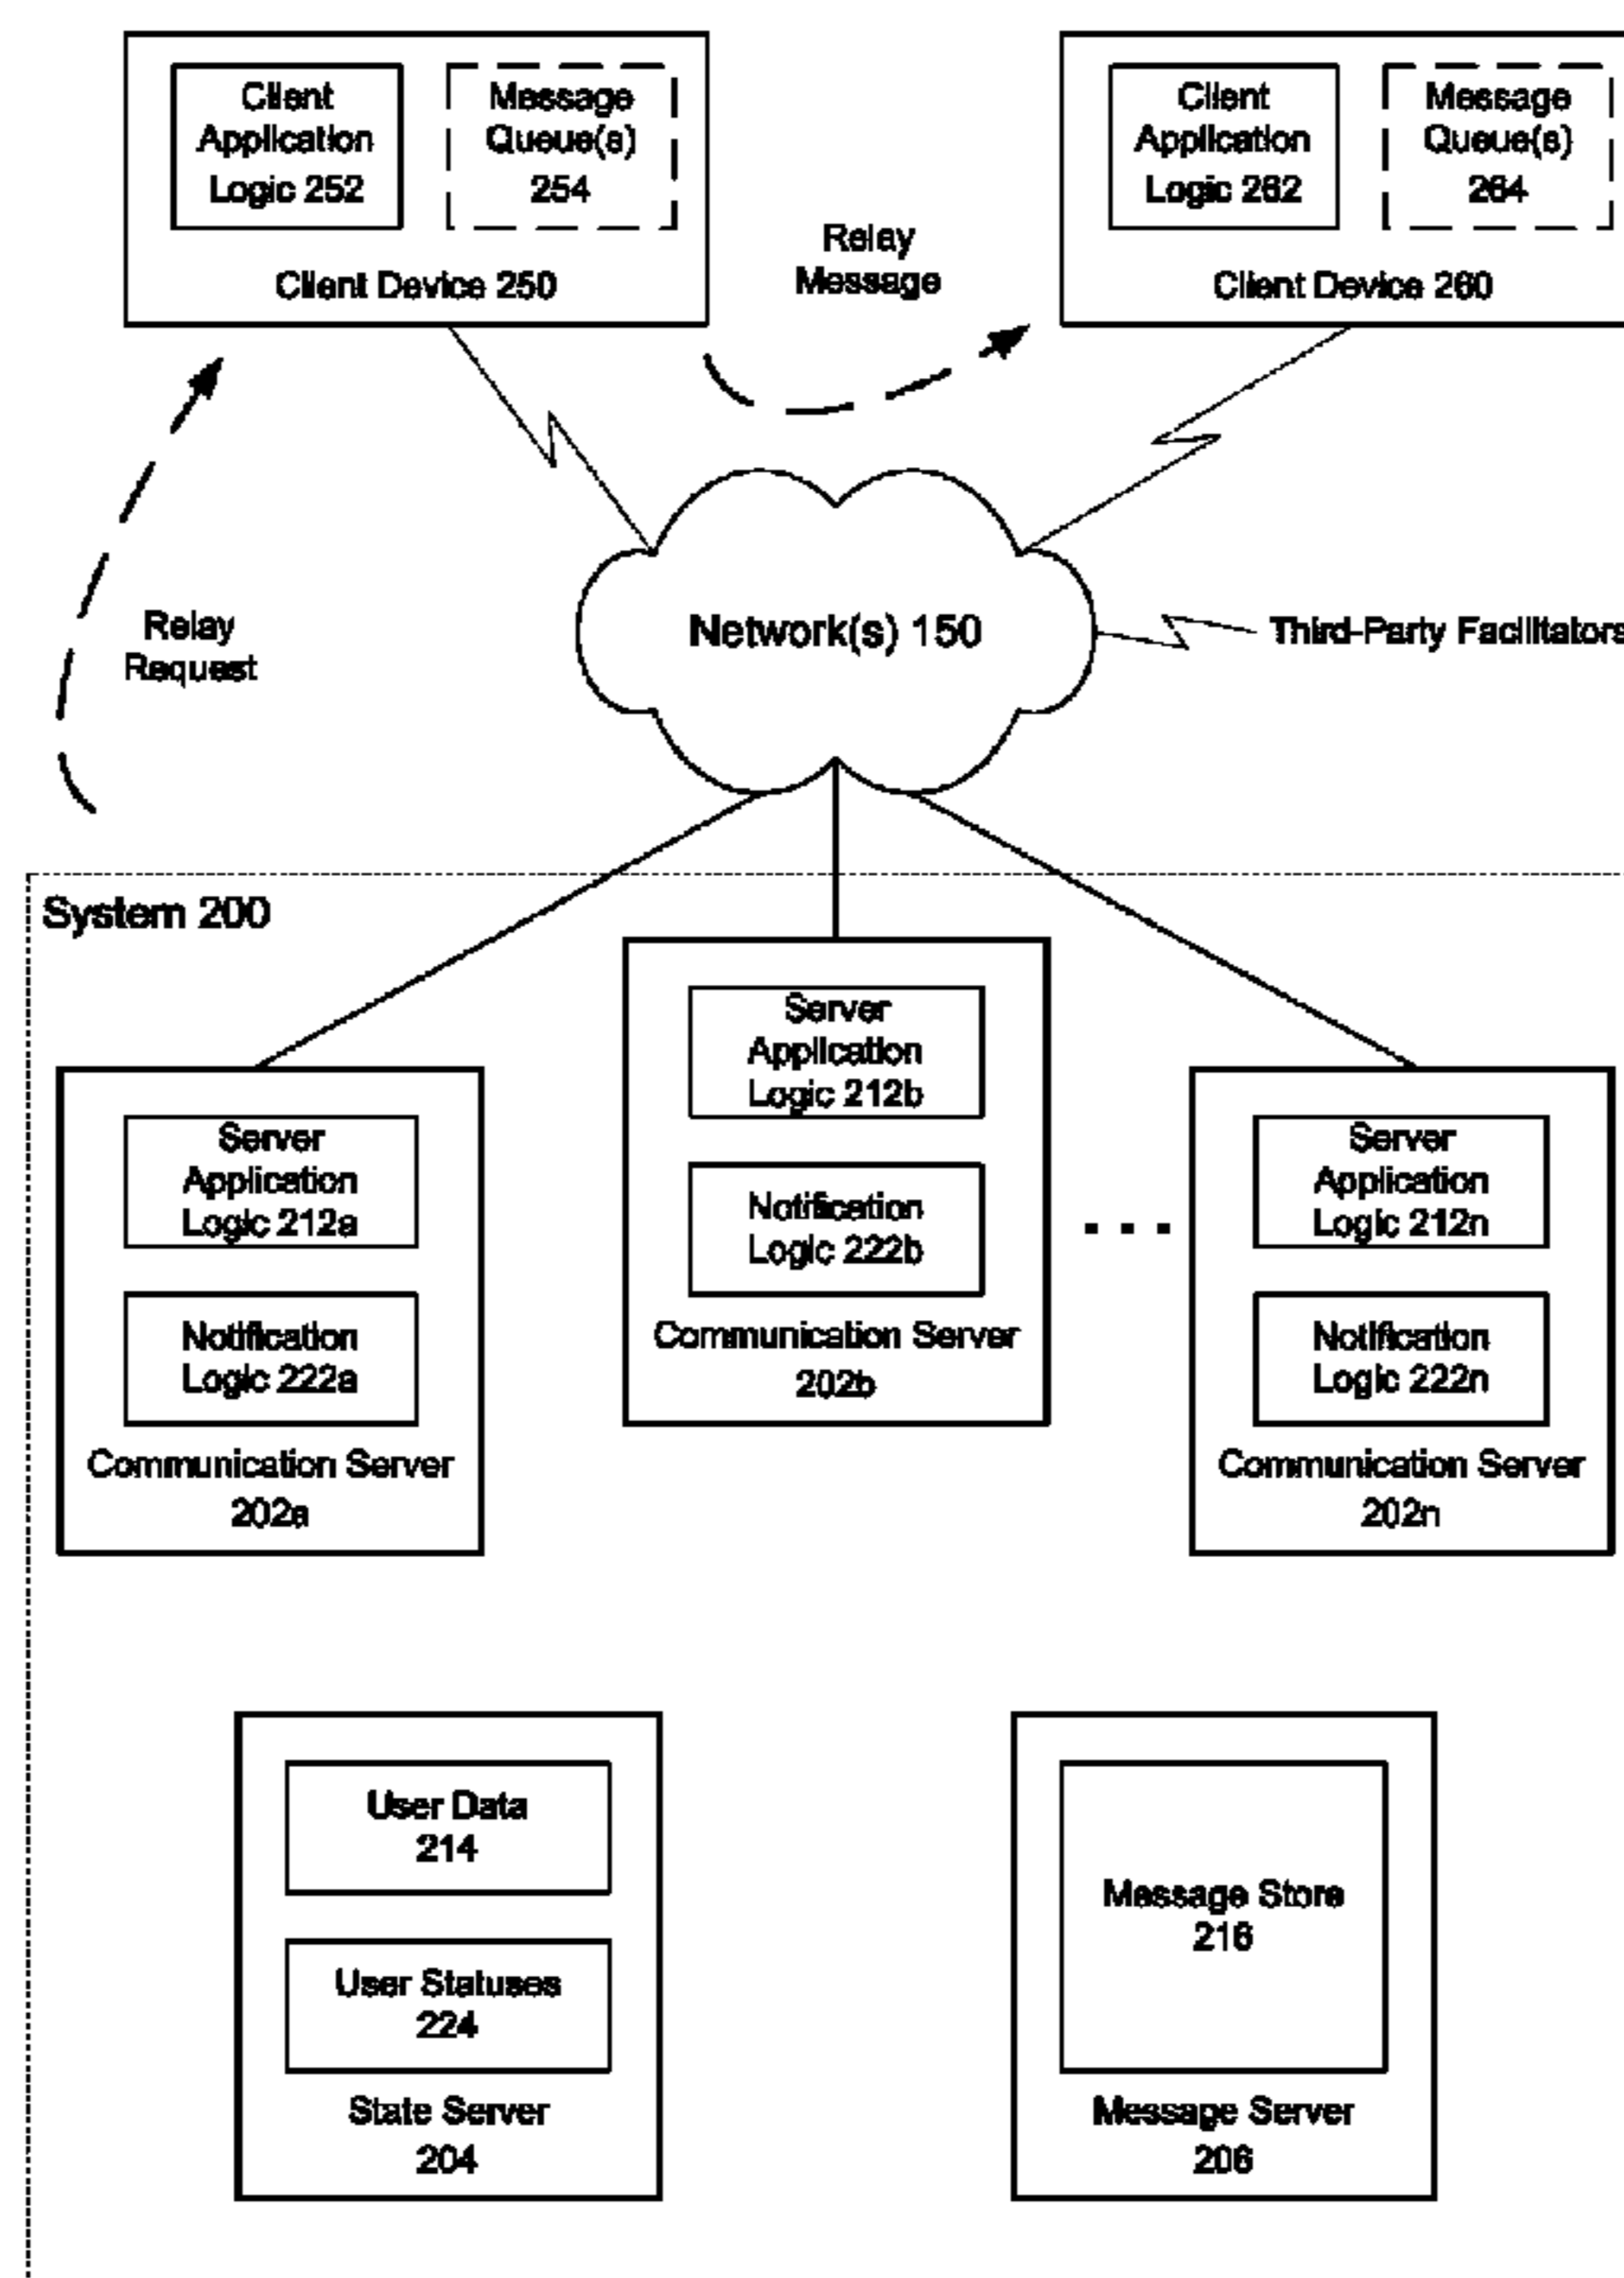 Client
Application
Logic 252
Message
Queue(s)
254
Client Device 250
Relay
Message
Client
Application
Logic 262
Message
Queue(s)
264
Client Device 260
Relay
Request
Network(s) 150
Third-Party Facilitators
System 200
Server
Application
Logic 212a
Notification
Logic 222a
Communication Server
202a
Server
Application
Logic 212b
Notification
Logic 222b
Communication Server
202b
. . .
Server
Application
Logic 212n
Notification
Logic 222n
Communication Server
202n
User Data
214
User Statuses
224
State Server
204
Message Store
216
Message Server
206